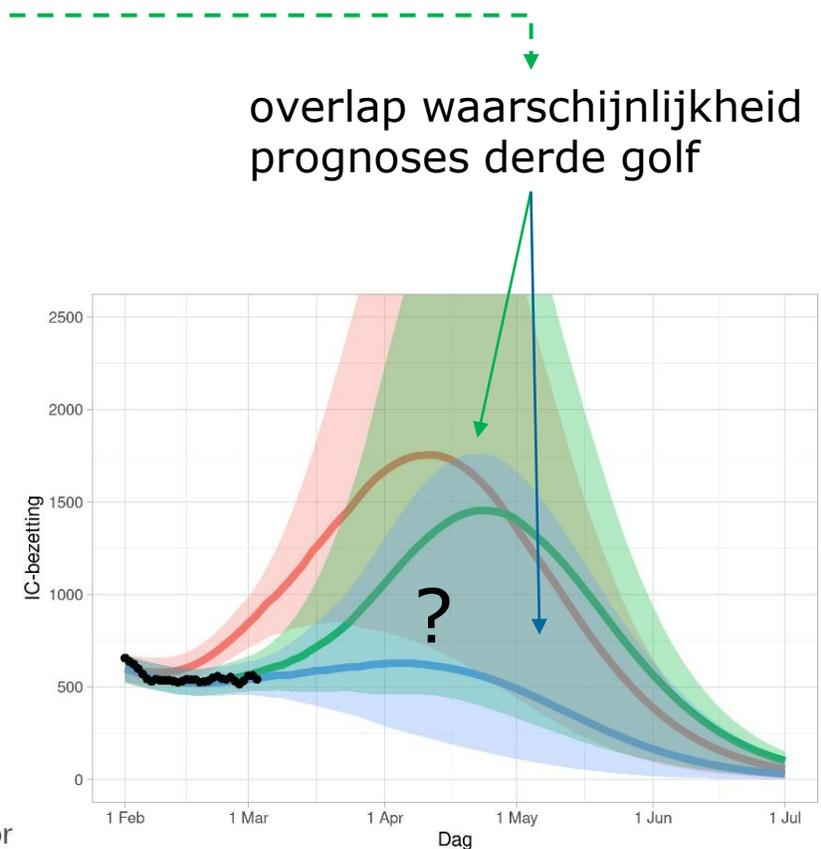 overlap waarschijnlijkheid
prognoses derde golf
2500
2000
1500
1000
500
0
IC-bezetting
?
1 Feb
1 Mar
1 Apr
1 May
1 Jun
1 Jul
Dag